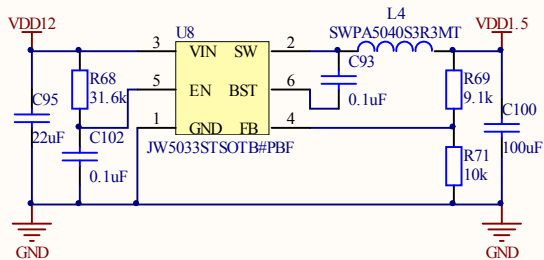 VDD12
U8
L4
SWPA5040S3R3MT
VDD1.5
3
VIN
SW
2
C93
0.1uF
R68
31.6k
5
EN
BST
6
R69
9.1k
C95
22uF
C102
0.1uF
1
GND
FB
4
C100
100uF
JW5033STSOTB#PBF
R71
10k
GND
GND